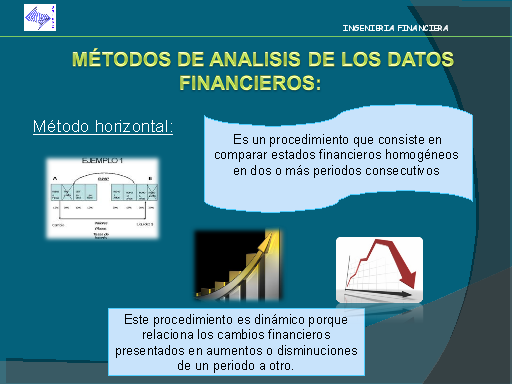 INGENIERIA FINANCIERA
MÉTODOS DE ANALISIS DE LOS DATOS
FINANCIEROS:
Método horizontal:
Es un procedimiento que consiste en
comparar estados financieros homogéneos
en dos o más periodos consecutivos
EJEMPLO 1
A
B
Este procedimiento es dinámico porque
relaciona los cambios financieros
presentados en aumentos o disminuciones
de un periodo a otro.